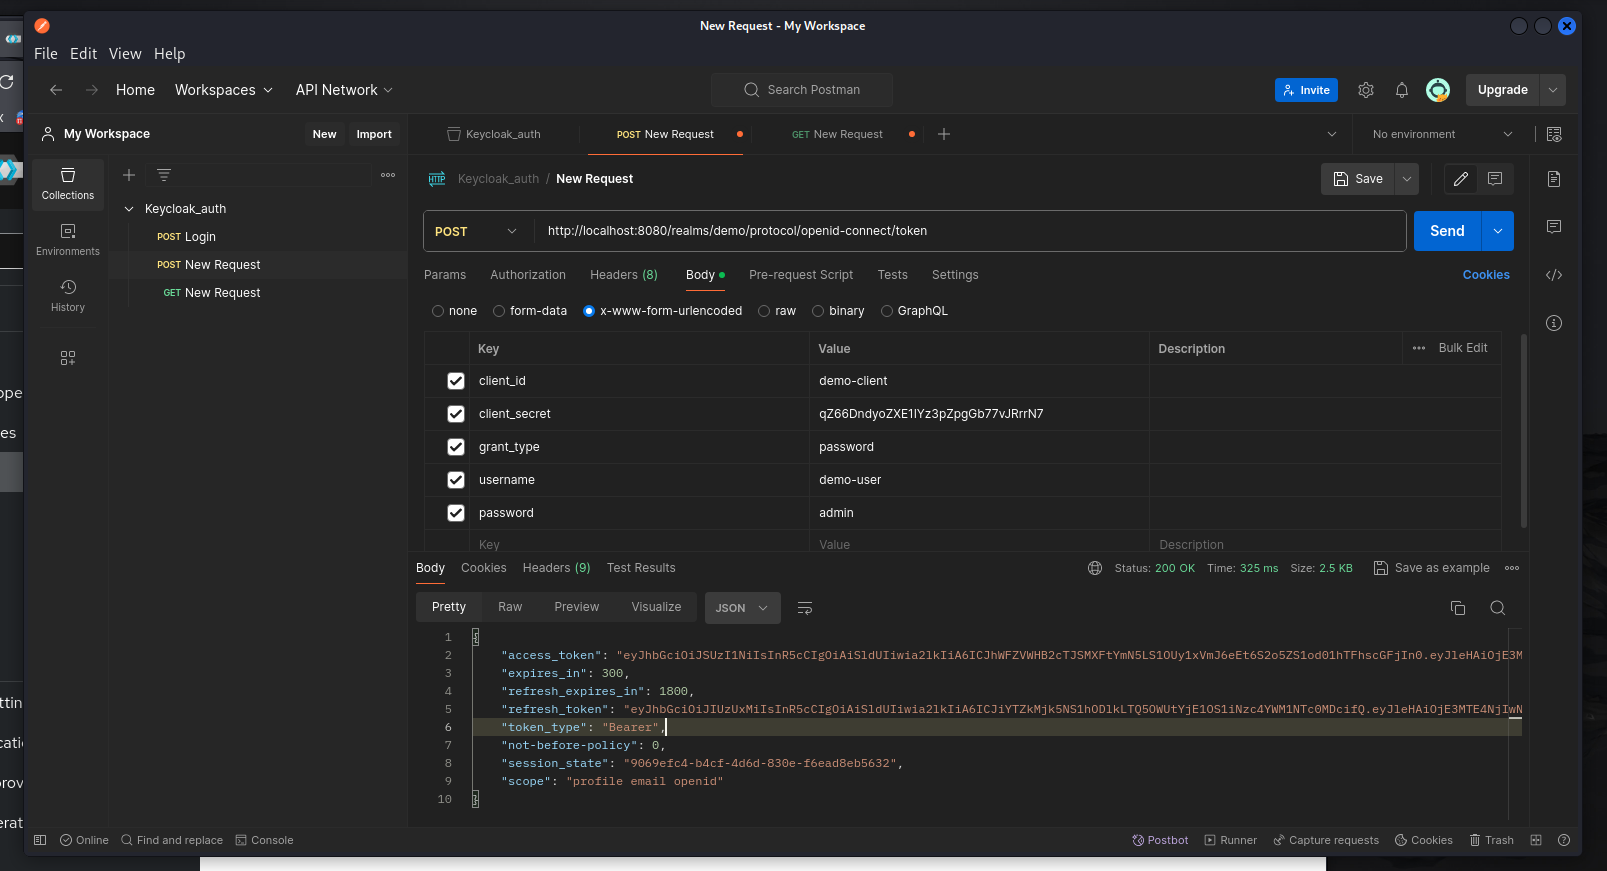 New Request - My Workspace
File Edit View Help
Home Workspaces API Network Search Postman Invite Upgrade
My Workspace New Import Keycloak_auth POST New Request GET New Request No environment
Collections
Environments
History
Keycloak_auth
POST Login
POST New Request
GET New Request
HTTP Keycloak_auth / New Request Save
POST http://localhost:8080/realms/demo/protocol/openid-connect/token Send
Params Authorization Headers (8) Body Pre-request Script Tests Settings Cookies
none form-data x-www-form-urlencoded raw binary GraphQL
Key Value Description Bulk Edit
client_id demo-client
client_secret
grant_type password
username demo-user
password admin
Key Value Description
Body Cookies Headers (9) Test Results Status: 200 OK Time: 325 ms Size: 2.5 KB Save as example
Pretty Raw Preview Visualize JSON
1 {
2 "access_token":
3 "expires_in": 300,
4 "refresh_expires_in": 1800,
5 "refresh_token":
6 "token_type": "Bearer",
7 "not-before-policy": 0,
8 "session_state": "9069efc4-b4cf-4d6d-830e-f6ead8eb5632",
9 "scope": "profile email openid"
10 }
Online Find and replace Console Postbot Runner Capture requests Cookies Trash